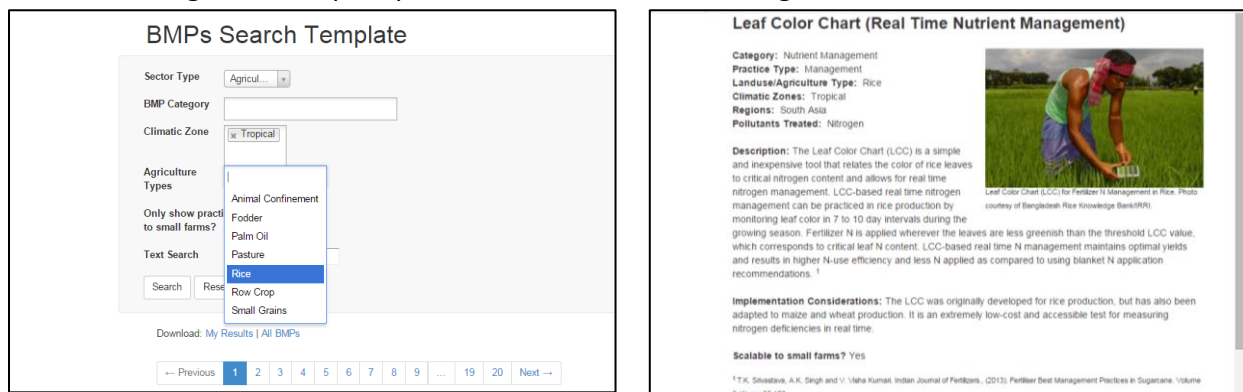 BMPs Search Template
Sector Type
Agricul...
BMP Category
Climatic Zone
× Tropical
Agriculture
Types
Animal Confinement
Fodder
Palm Oil
Pasture
Rice
Row Crop
Small Grains
Only show practi
to small farms?
Text Search
Search
Rese
Download: My Results | All BMPs
← Previous 1 2 3 4 5 6 7 8 9 ... 19 20 Next →
Leaf Color Chart (Real Time Nutrient Management)
Category: Nutrient Management
Practice Type: Management
Landuse/Agriculture Type: Rice
Climatic Zones: Tropical
Regions: South Asia
Pollutants Treated: Nitrogen
Description: The Leaf Color Chart (LCC) is a simple
and inexpensive tool that relates the color of rice leaves
to critical nitrogen content and allows for real time
nitrogen management. LCC-based real time nitrogen
management can be practiced in rice production by
monitoring leaf color in 7 to 10 day intervals during the
growing season. Fertilizer N is applied wherever the leaves are less greenish than the threshold LCC value,
which corresponds to critical leaf N content. LCC-based real time N management maintains optimal yields
and results in higher N-use efficiency and less N applied as compared to using blanket N application
recommendations. 1
Leaf Color Chart (LCC) for Fertilizer N Management in Rice. Photo
courtesy of Bangladesh Rice Knowledge Bank/IRRI.
Implementation Considerations: The LCC was originally developed for rice production, but has also been
adapted to maize and wheat production. It is an extremely low-cost and accessible test for measuring
nitrogen deficiencies in real time.
Scalable to small farms? Yes
1 T.K. Srivastava, A.K. Singh and V. Visha Kumari. Indian Journal of Fertilizers., (2013). Fertiliser Best Management Practices in Sugarcane. Volume